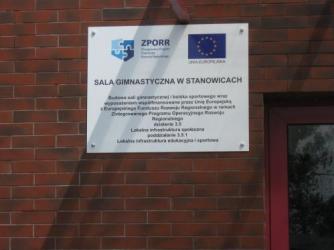 ZPORR
UNIA EUROPEJSKA
SALA GIMNASTYCZNA W STANOWICACH
Budowa sali gimnastycznej i boiska sportowego wraz
wyposażeniem współfinansowane przez Unię Europejską
z Europejskiego Funduszu Rozwoju Regionalnego w ramach
Zintegrowanego Programu Operacyjnego Rozwoju
Regionalnego
działanie 3.5
Lokalna infrastruktura społeczna
poddziałanie 3.5.1
Lokalna infrastruktura edukacyjna i sportowa